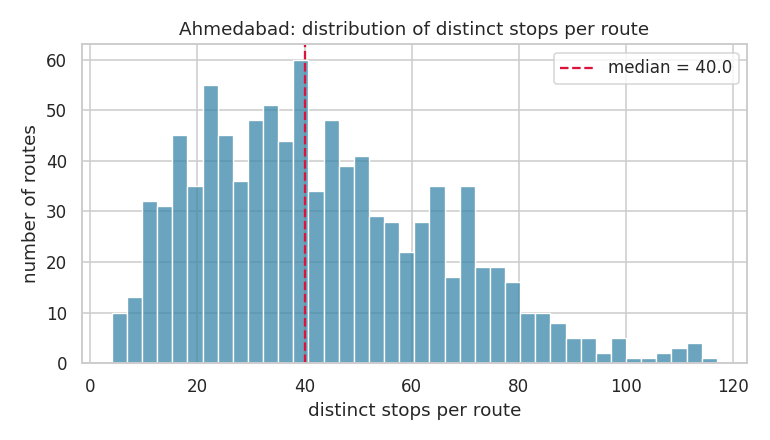 Ahmedabad: distribution of distinct stops per route
median = 40.0
number of routes
60
50
40
30
20
10
0
0 20 40 60 80 100 120
distinct stops per route